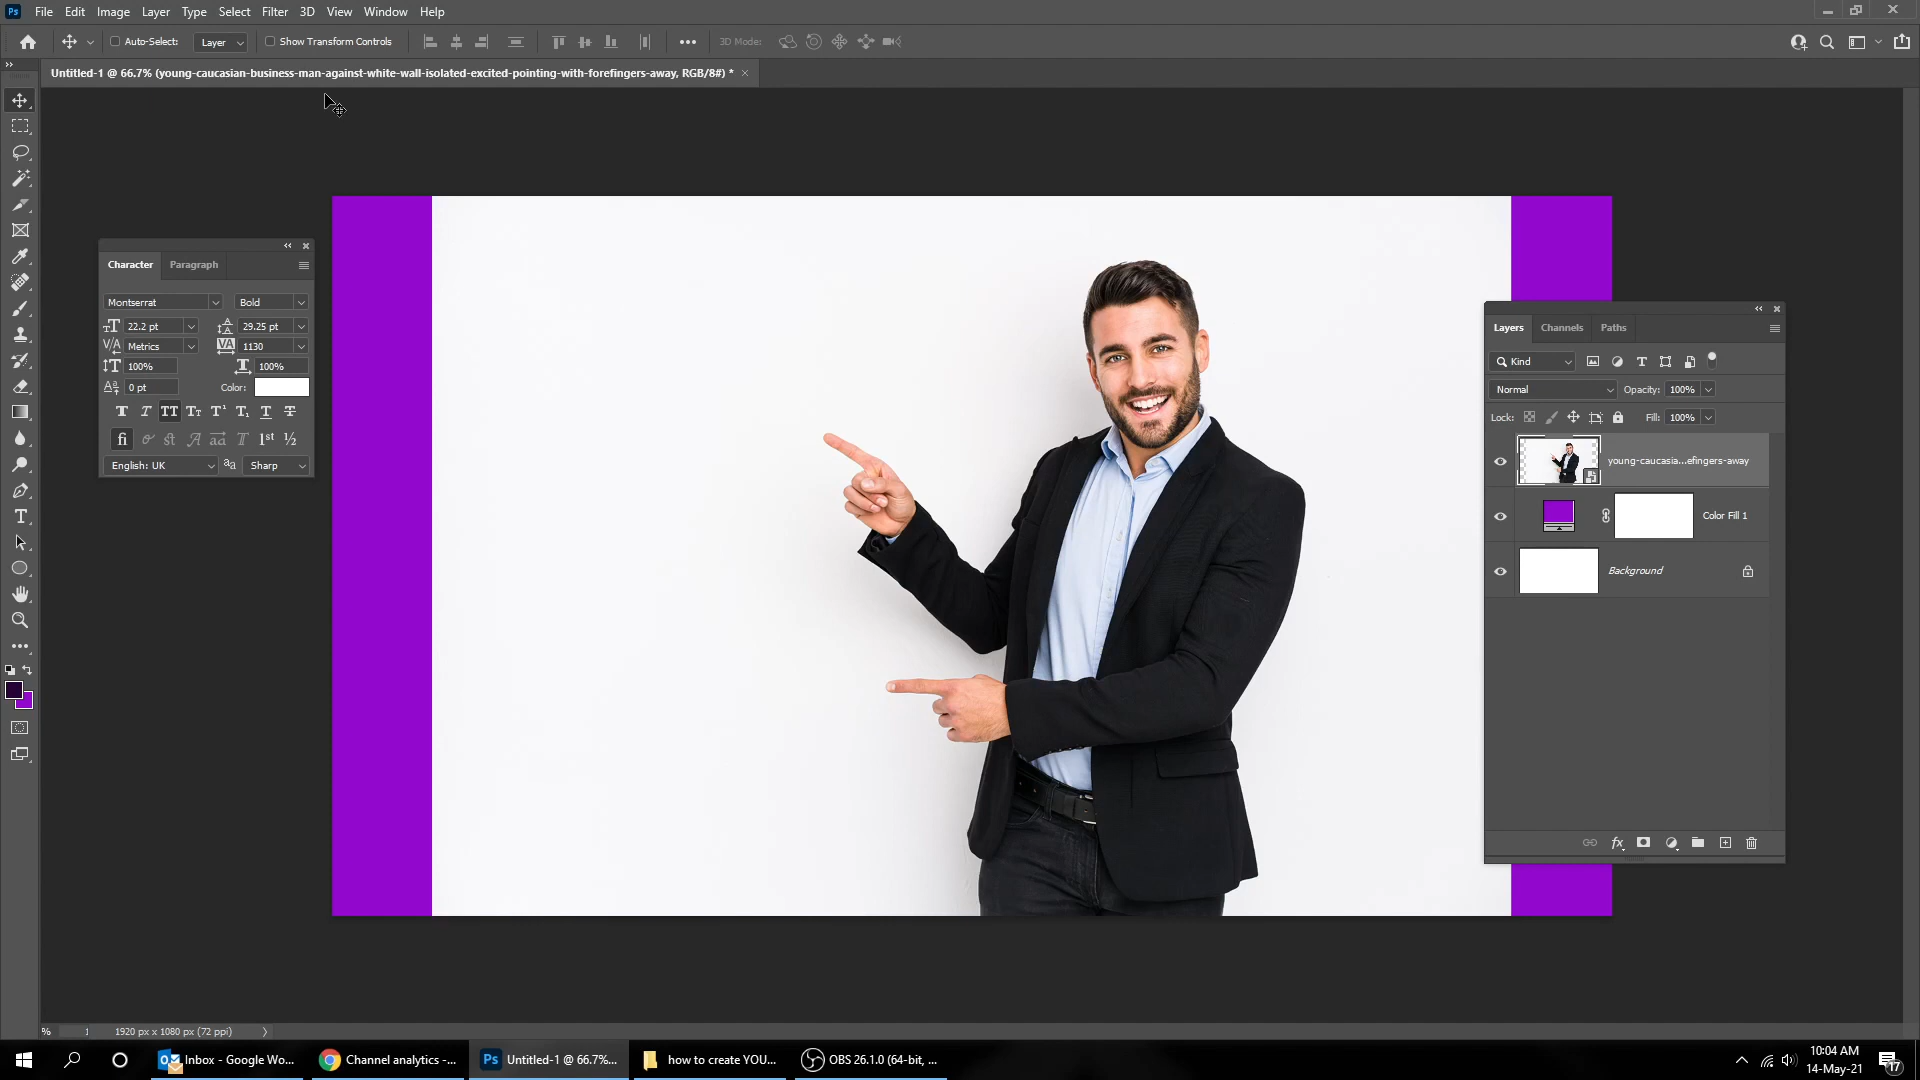 Ps File Edit Image Layer Type Select Filter 3D View Window Help
Auto-Select: Layer Show Transform Controls 3D Mode:
Untitled-1 @ 66.7% (young-caucasian-business-man-against-white-wall-isolated-excited-pointing-with-forefingers-away, RGB/8#) *
Character Paragraph
Montserrat Bold
22.2 pt 29.25 pt
Metrics 1130
100% 100%
0 pt Color:
English: UK Sharp
Layers Channels Paths
Kind
Normal Opacity: 100%
Lock: Fill: 100%
young-caucasia...efingers-away
Color Fill 1
Background
% 1 1920 px x 1080 px (72 ppi)
Inbox - Google Wo... Channel analytics -... Ps Untitled-1 @ 66.7%... how to create YOU... OBS 26.1.0 (64-bit, ...
10:04 AM
14-May-21
17